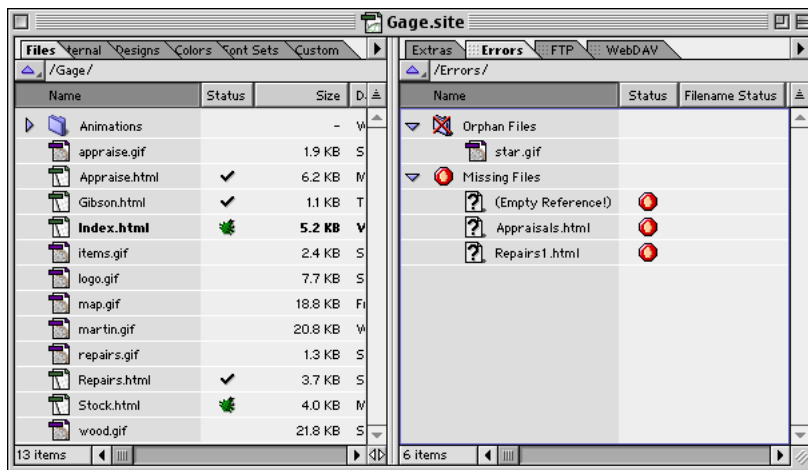 Gage.site
Files ternal Designs Colors Font Sets Custom
/Gage/
Name Status Size D.
Animations -
appraise.gif 1.9 KB S
Appraise.html 6.2 KB M
Gibson.html 1.1 KB T
Index.html 5.2 KB
items.gif 2.4 KB S
logo.gif 7.7 KB S
map.gif 18.8 KB Fi
martin.gif 20.8 KB
repairs.gif 1.3 KB S
Repairs.html 3.7 KB S
Stock.html 4.0 KB M
wood.gif 21.8 KB S
13 items
Extras Errors FTP WebDAV
/Errors/
Name Status Filename Status
Orphan Files
star.gif
Missing Files
(Empty Reference!)
Appraisals.html
Repairs1.html
6 items